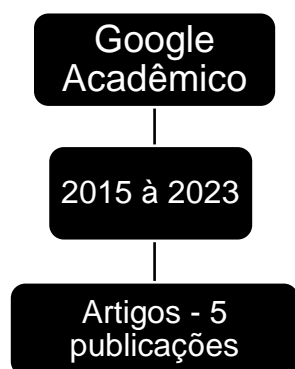 Google
Acadêmico
2015 à 2023
Artigos - 5
publicações